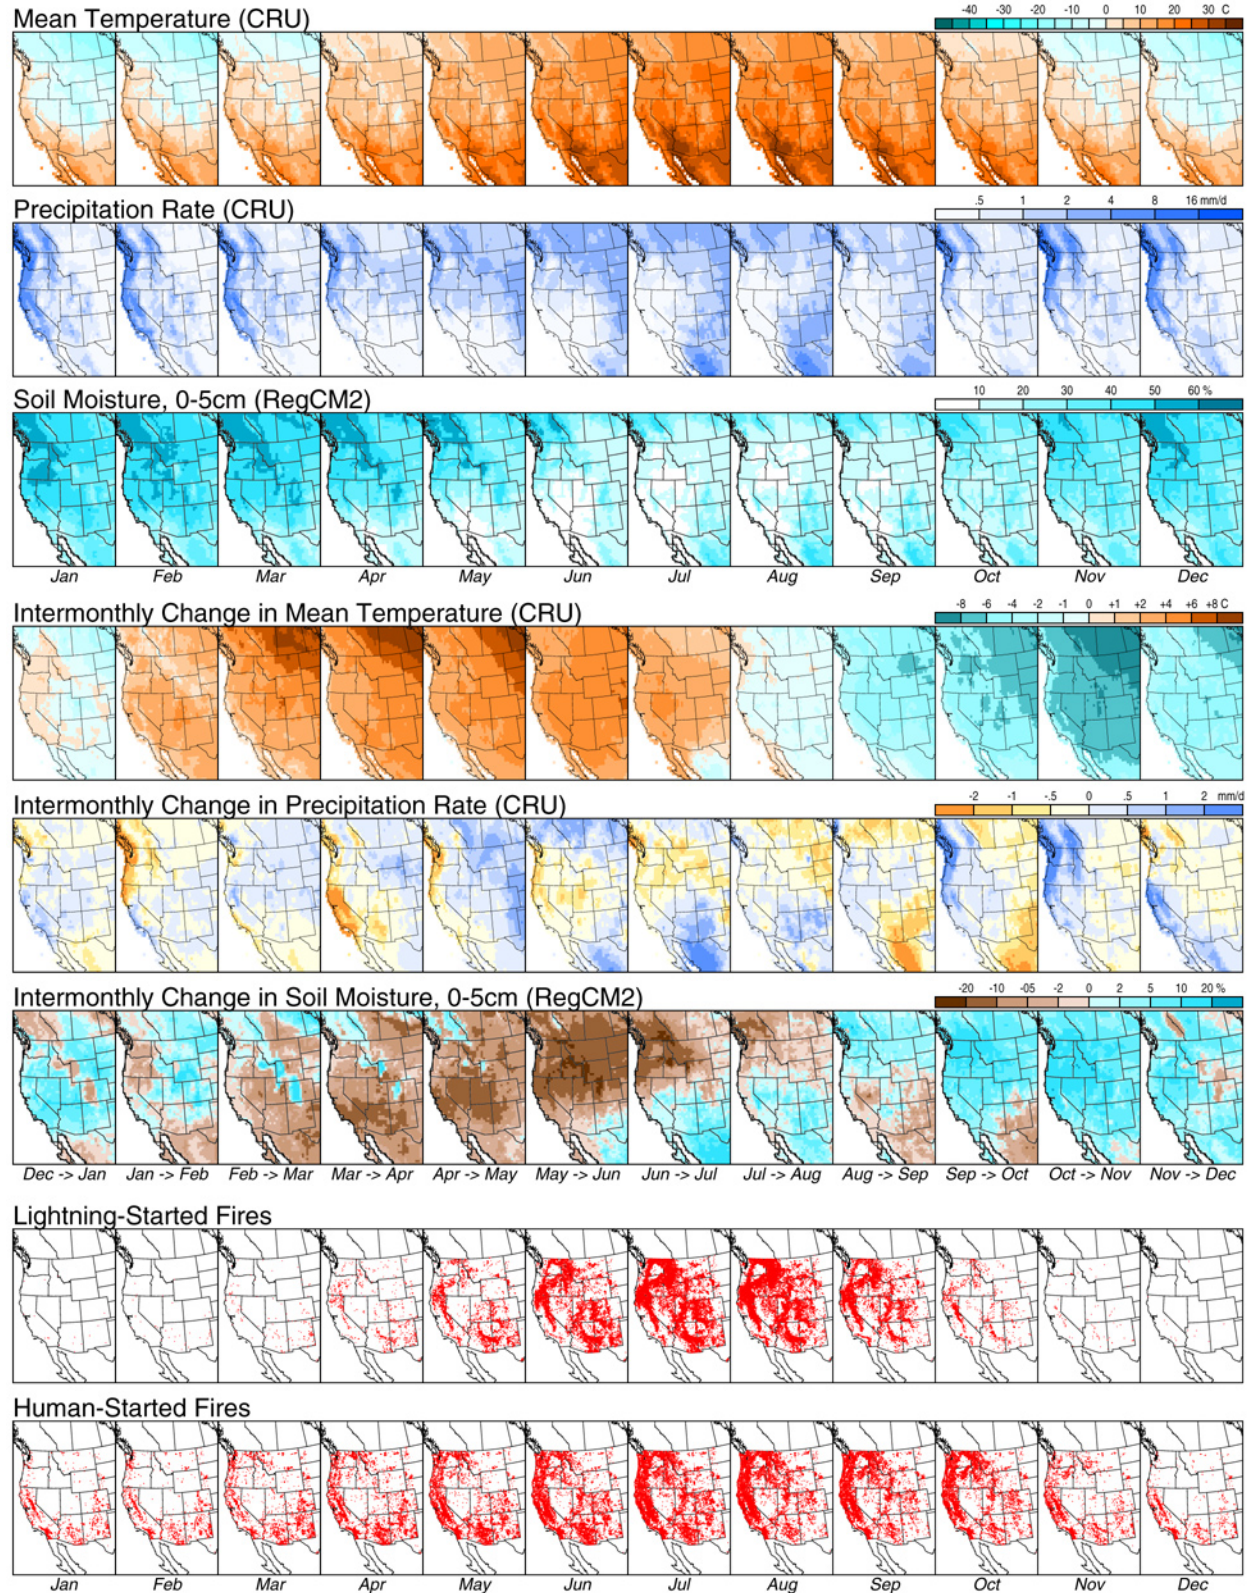 Mean Temperature (CRU)
-40 -30 -20 -10 0 10 20 30 C
Precipitation Rate (CRU)
.5 1 2 4 8 16 mm/d
Soil Moisture, 0-5cm (RegCM2)
10 20 30 40 50 60 %
Jan Feb Mar Apr May Jun Jul Aug Sep Oct Nov Dec
Intermonthly Change in Mean Temperature (CRU)
-8 -6 -4 -2 -1 0 +1 +2 +4 +6 +8 C
Intermonthly Change in Precipitation Rate (CRU)
-2 -1 -.5 0 .5 1 2 mm/d
Intermonthly Change in Soil Moisture, 0-5cm (RegCM2)
-20 -10 -05 -2 0 2 5 10 20 %
Dec -> Jan Jan -> Feb Feb -> Mar Mar -> Apr Apr -> May May -> Jun Jun -> Jul Jul -> Aug Aug -> Sep Sep -> Oct Oct -> Nov Nov -> Dec
Lightning-Started Fires
Human-Started Fires
Jan Feb Mar Apr May Jun Jul Aug Sep Oct Nov Dec